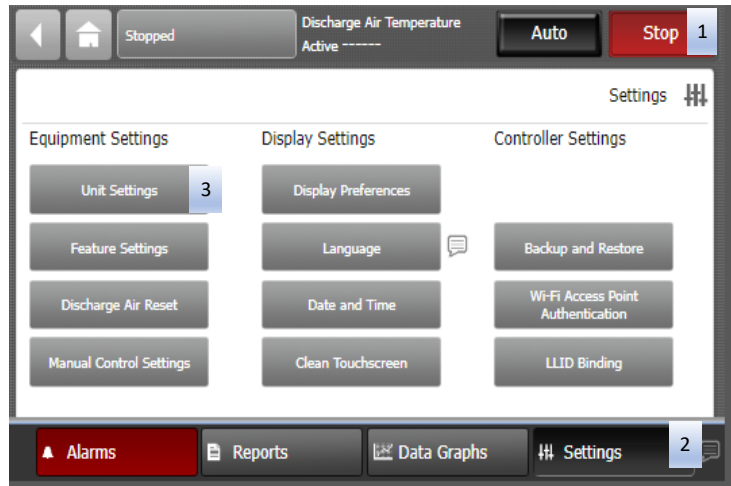 Stopped
Discharge Air Temperature
Active ------
Auto
Stop
1
Settings
Equipment Settings
Display Settings
Controller Settings
Unit Settings
3
Display Preferences
Feature Settings
Language
Backup and Restore
Discharge Air Reset
Date and Time
Wi-Fi Access Point
Authentication
Manual Control Settings
Clean Touchscreen
LLID Binding
Alarms
Reports
Data Graphs
Settings
2